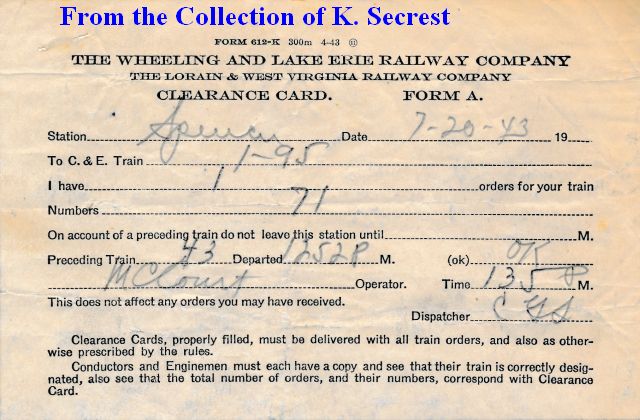 From the Collection of K. Secrest
FORM 612-K 300m 4-43
THE WHEELING AND LAKE ERIE RAILWAY COMPANY
THE LORAIN & WEST VIRGINIA RAILWAY COMPANY
CLEARANCE CARD. FORM A.
Station Spencer Date 7-20-43 19
To C. & E. Train 1-95
I have 1 orders for your train
Numbers 71
On account of a preceding train do not leave this station until M.
Preceding Train 43 Departed 1252P M. (ok) OK
McCourt Operator. Time 135P M.
This does not affect any orders you may have received.
Dispatcher
Clearance Cards, properly filled, must be delivered with all train orders, and also as other-
wise prescribed by the rules.
Conductors and Enginemen must each have a copy and see that their train is correctly desig-
nated, also see that the total number of orders, and their numbers, correspond with Clearance
Card.